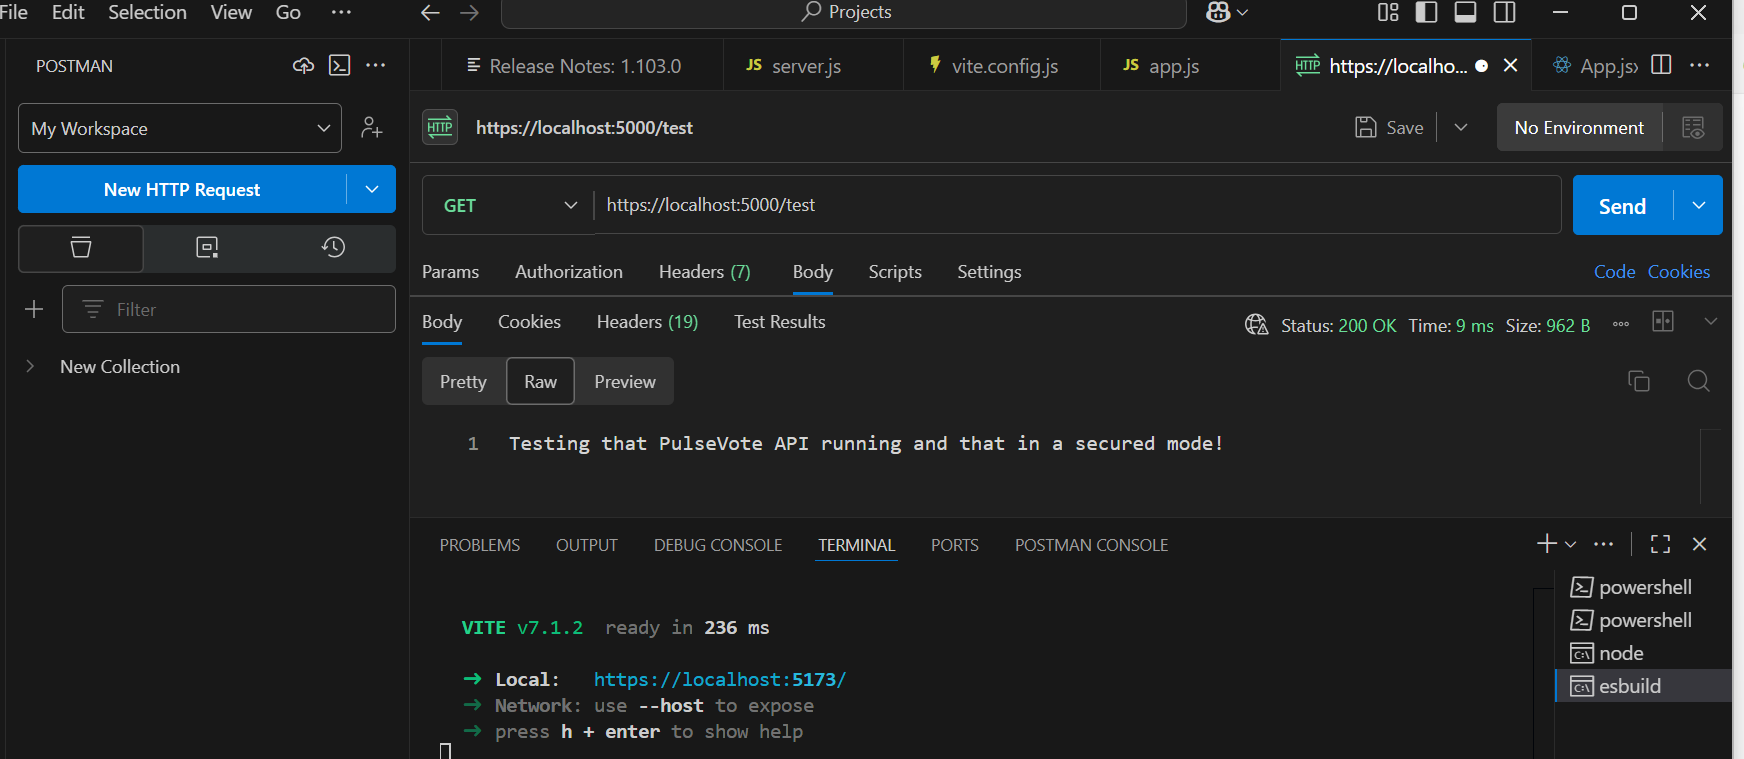 File Edit Selection View Go ··· Projects
POSTMAN
Release Notes: 1.103.0 JS server.js vite.config.js JS app.js HTTP https://localho... App.jsx
My Workspace
HTTP https://localhost:5000/test Save No Environment
New HTTP Request
GET https://localhost:5000/test Send
Params Authorization Headers (7) Body Scripts Settings Code Cookies
Filter
Body Cookies Headers (19) Test Results Status: 200 OK Time: 9 ms Size: 962 B
New Collection
Pretty Raw Preview
1 Testing that PulseVote API running and that in a secured mode!
PROBLEMS OUTPUT DEBUG CONSOLE TERMINAL PORTS POSTMAN CONSOLE
VITE v7.1.2 ready in 236 ms
➜ Local: https://localhost:5173/
➜ Network: use --host to expose
➜ press h + enter to show help
powershell
powershell
node
esbuild